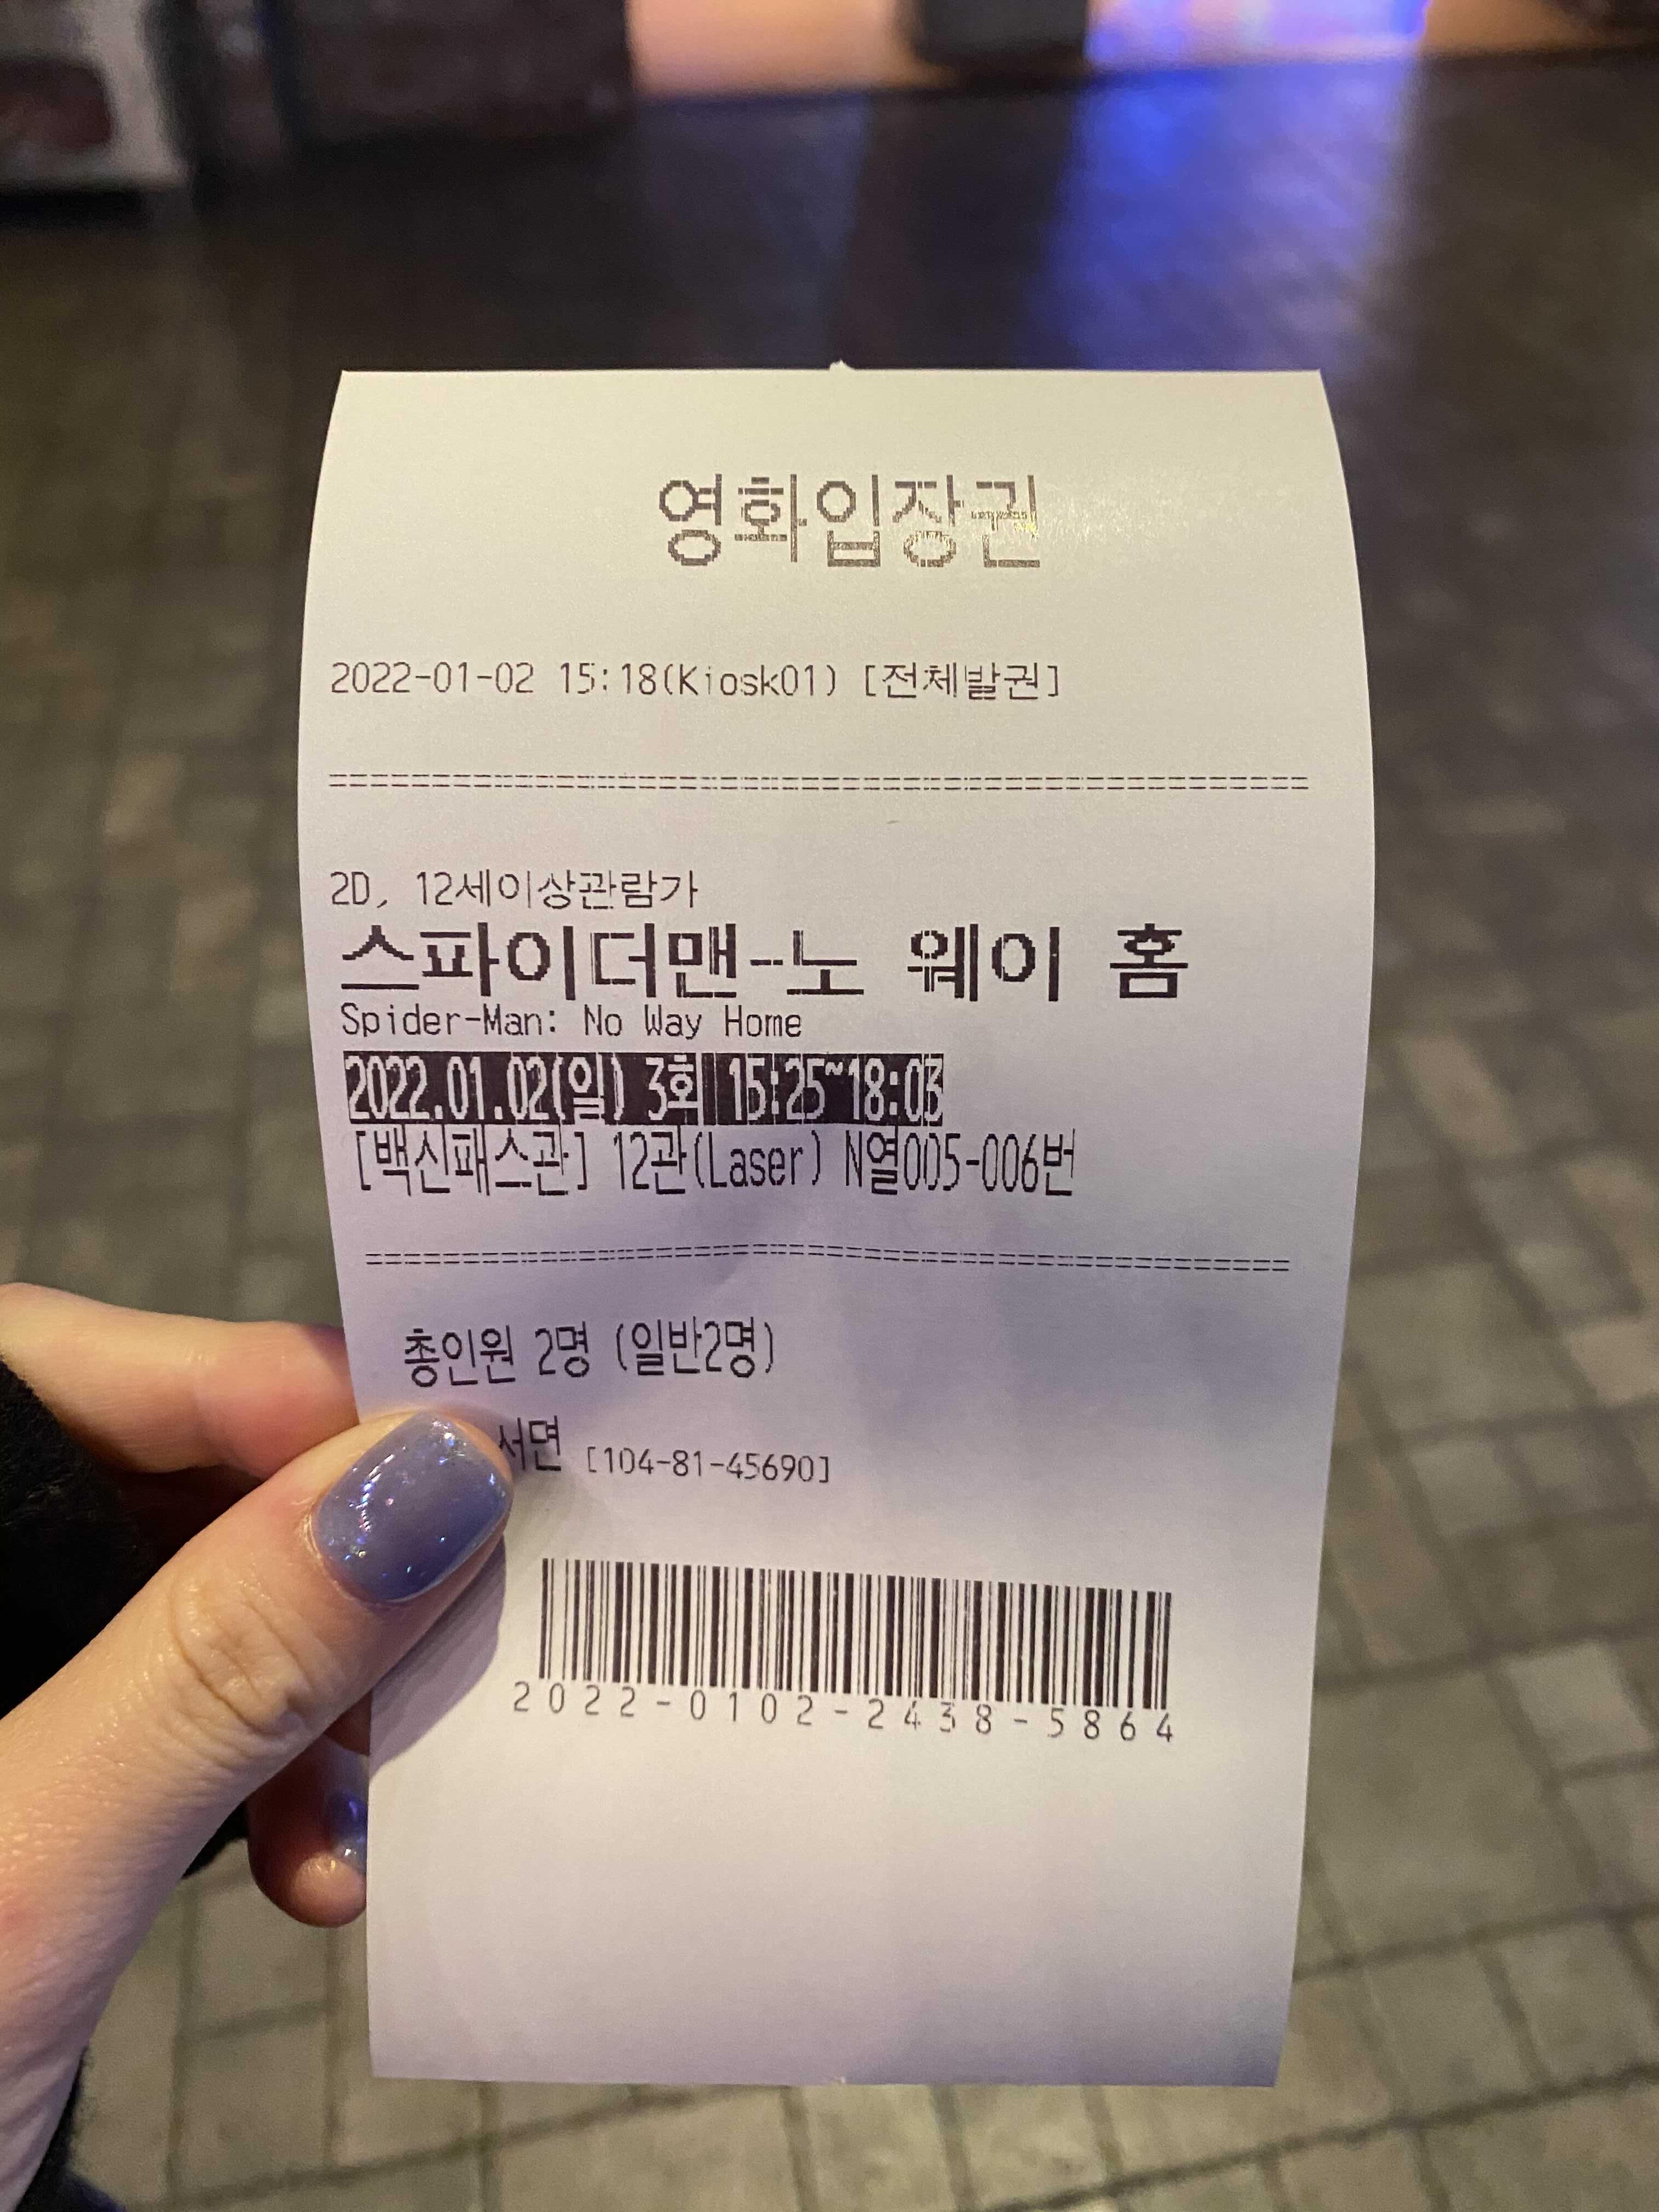 영화입장권
2022-01-02 15:18(Kiosk01) [전체발권]
================================================
2D, 12세이상관람가
스파이더맨-노 웨이 홈
Spider-Man: No Way Home
2022.01.02(일) 3회 15:25~18:03
[백신패스관] 12관(Laser) N열005-006번
================================================
총인원 2명 (일반2명)
서면 [104-81-45690]
2022-0102-2438-5864